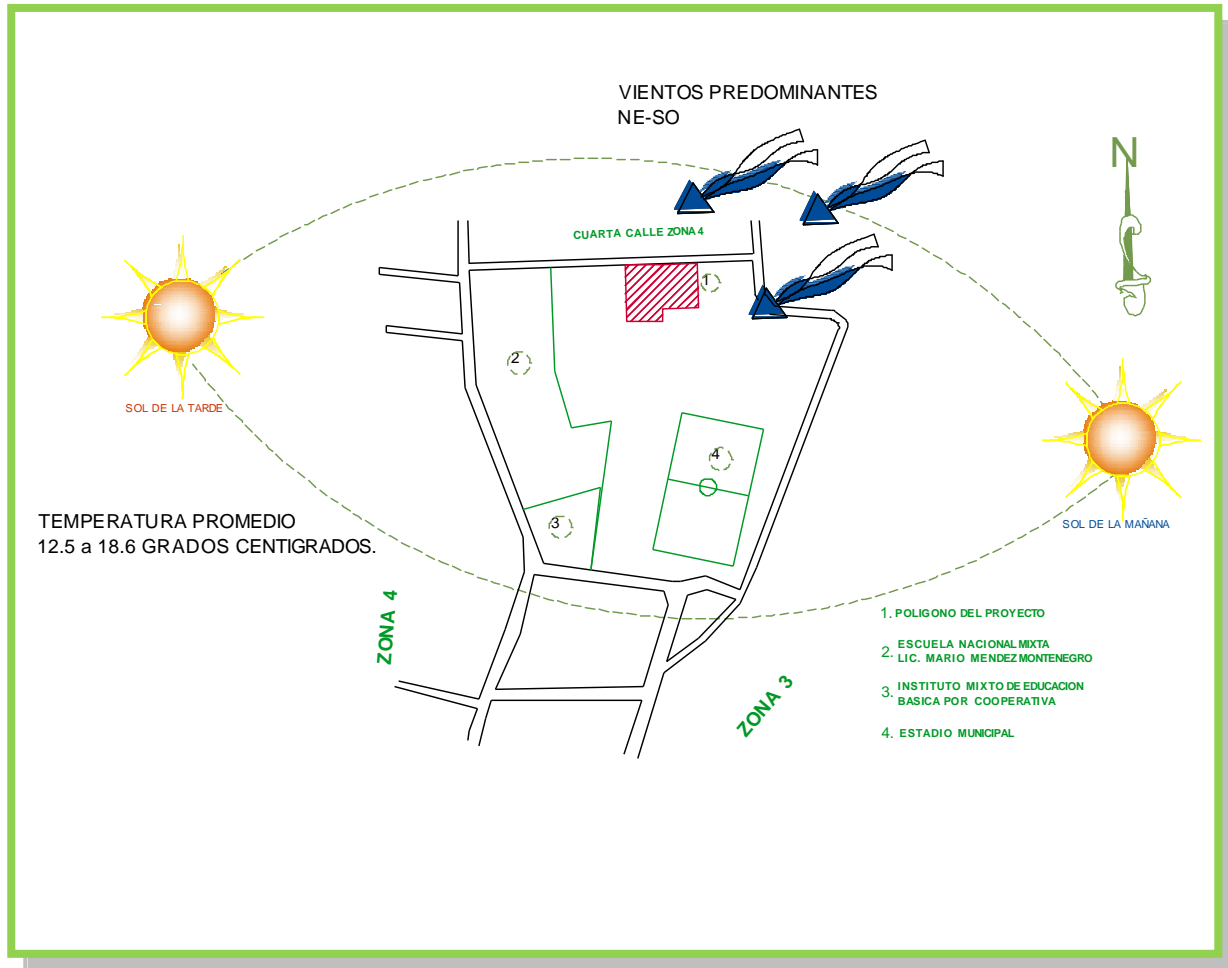 VIENTOS PREDOMINANTES
NE-SO
N
CUARTA CALLE ZONA 4
1
2
SOL DE LA TARDE
4
3
TEMPERATURA PROMEDIO
12.5 a 18.6 GRADOS CENTIGRADOS.
SOL DE LA MAÑANA
ZONA 4
ZONA 3
1. POLIGONO DEL PROYECTO
2. ESCUELA NACIONAL MIXTA
LIC. MARIO MENDEZ MONTENEGRO
3. INSTITUTO MIXTO DE EDUCACION
BASICA POR COOPERATIVA
4. ESTADIO MUNICIPAL